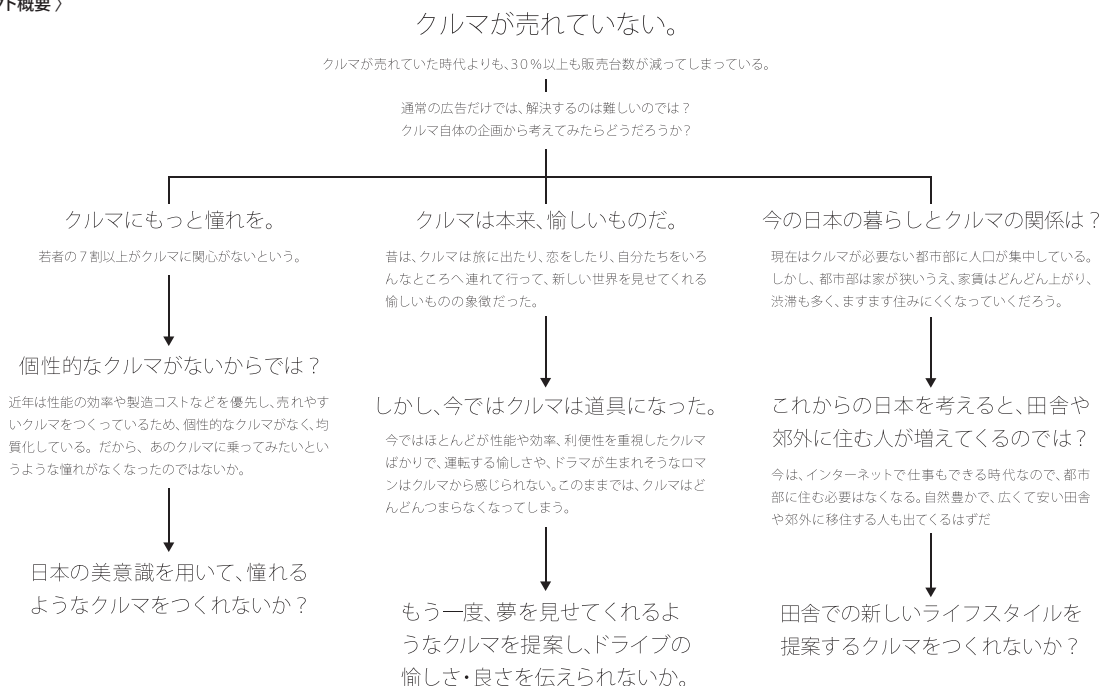 ト概要 〉
クルマが売れていない。
クルマが売れていた時代よりも、30%以上も販売台数が減ってしまっている。
通常の広告だけでは、解決するのは難しいのでは？
クルマ自体の企画から考えてみたらどうだろうか？
クルマにもっと憧れを。
若者の7割以上がクルマに関心がないという。
個性的なクルマがないからでは？
近年は性能の効率や製造コストなどを優先し、売れやす
いクルマをつくっているため、個性的なクルマがなく、均
質化している。だから、あのクルマに乗ってみたいとい
うような憧れがなくなったのではないか。
日本の美意識を用いて、憧れる
ようなクルマをつくれないか？
クルマは本来、愉しいものだ。
昔は、クルマは旅に出たり、恋をしたり、自分たちをいろ
んなところへ連れて行って、新しい世界を見せてくれる
愉しいものの象徴だった。
しかし、今ではクルマは道具になった。
今ではほとんどが性能や効率、利便性を重視したクルマ
ばかりで、運転する愉しさや、ドラマが生まれそうなロマ
ンはクルマから感じられない。このままでは、クルマはど
んどんつまらなくなってしまう。
もう一度、夢を見せてくれるよ
うなクルマを提案し、ドライブの
愉しさ・良さを伝えられないか。
今の日本の暮らしとクルマの関係は？
現在はクルマが必要ない都市部に人口が集中している。
しかし、都市部は家が狭いうえ、家賃はどんどん上がり、
渋滞も多く、ますます住みにくくなっていくだろう。
これからの日本を考えると、田舎や
郊外に住む人が増えてくるのでは？
今は、インターネットで仕事もできる時代なので、都市
部に住む必要はなくなる。自然豊かで、広くて安い田舎
や郊外に移住する人も出てくるはずだ
田舎での新しいライフスタイルを
提案するクルマをつくれないか？